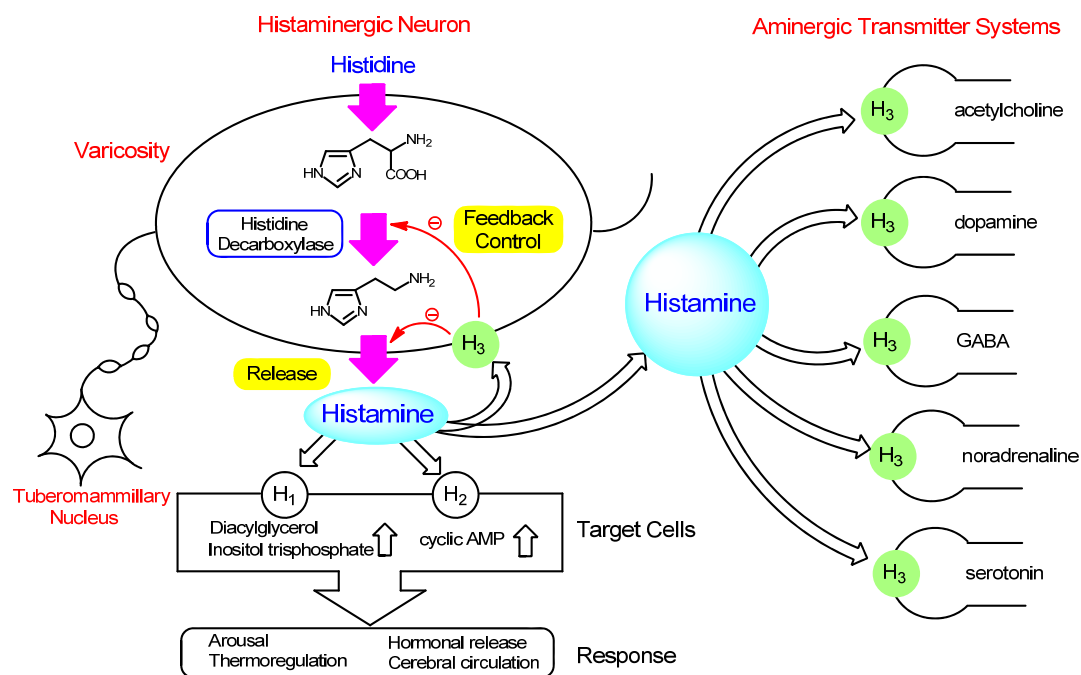 Histaminergic Neuron
Aminergic Transmitter Systems
Histidine
Varicosity
NH₂
HN
N
COOH
Histidine
Decarboxylase
⊖
Feedback
Control
NH₂
HN
N
⊖
H₃
Release
Histamine
Tuberomammillary
Nucleus
H₁
H₂
Diacylglycerol
Inositol trisphosphate
cyclic AMP
Target Cells
Arousal
Thermoregulation
Hormonal release
Cerebral circulation
Response
Histamine
H₃
acetylcholine
H₃
dopamine
H₃
GABA
H₃
noradrenaline
H₃
serotonin